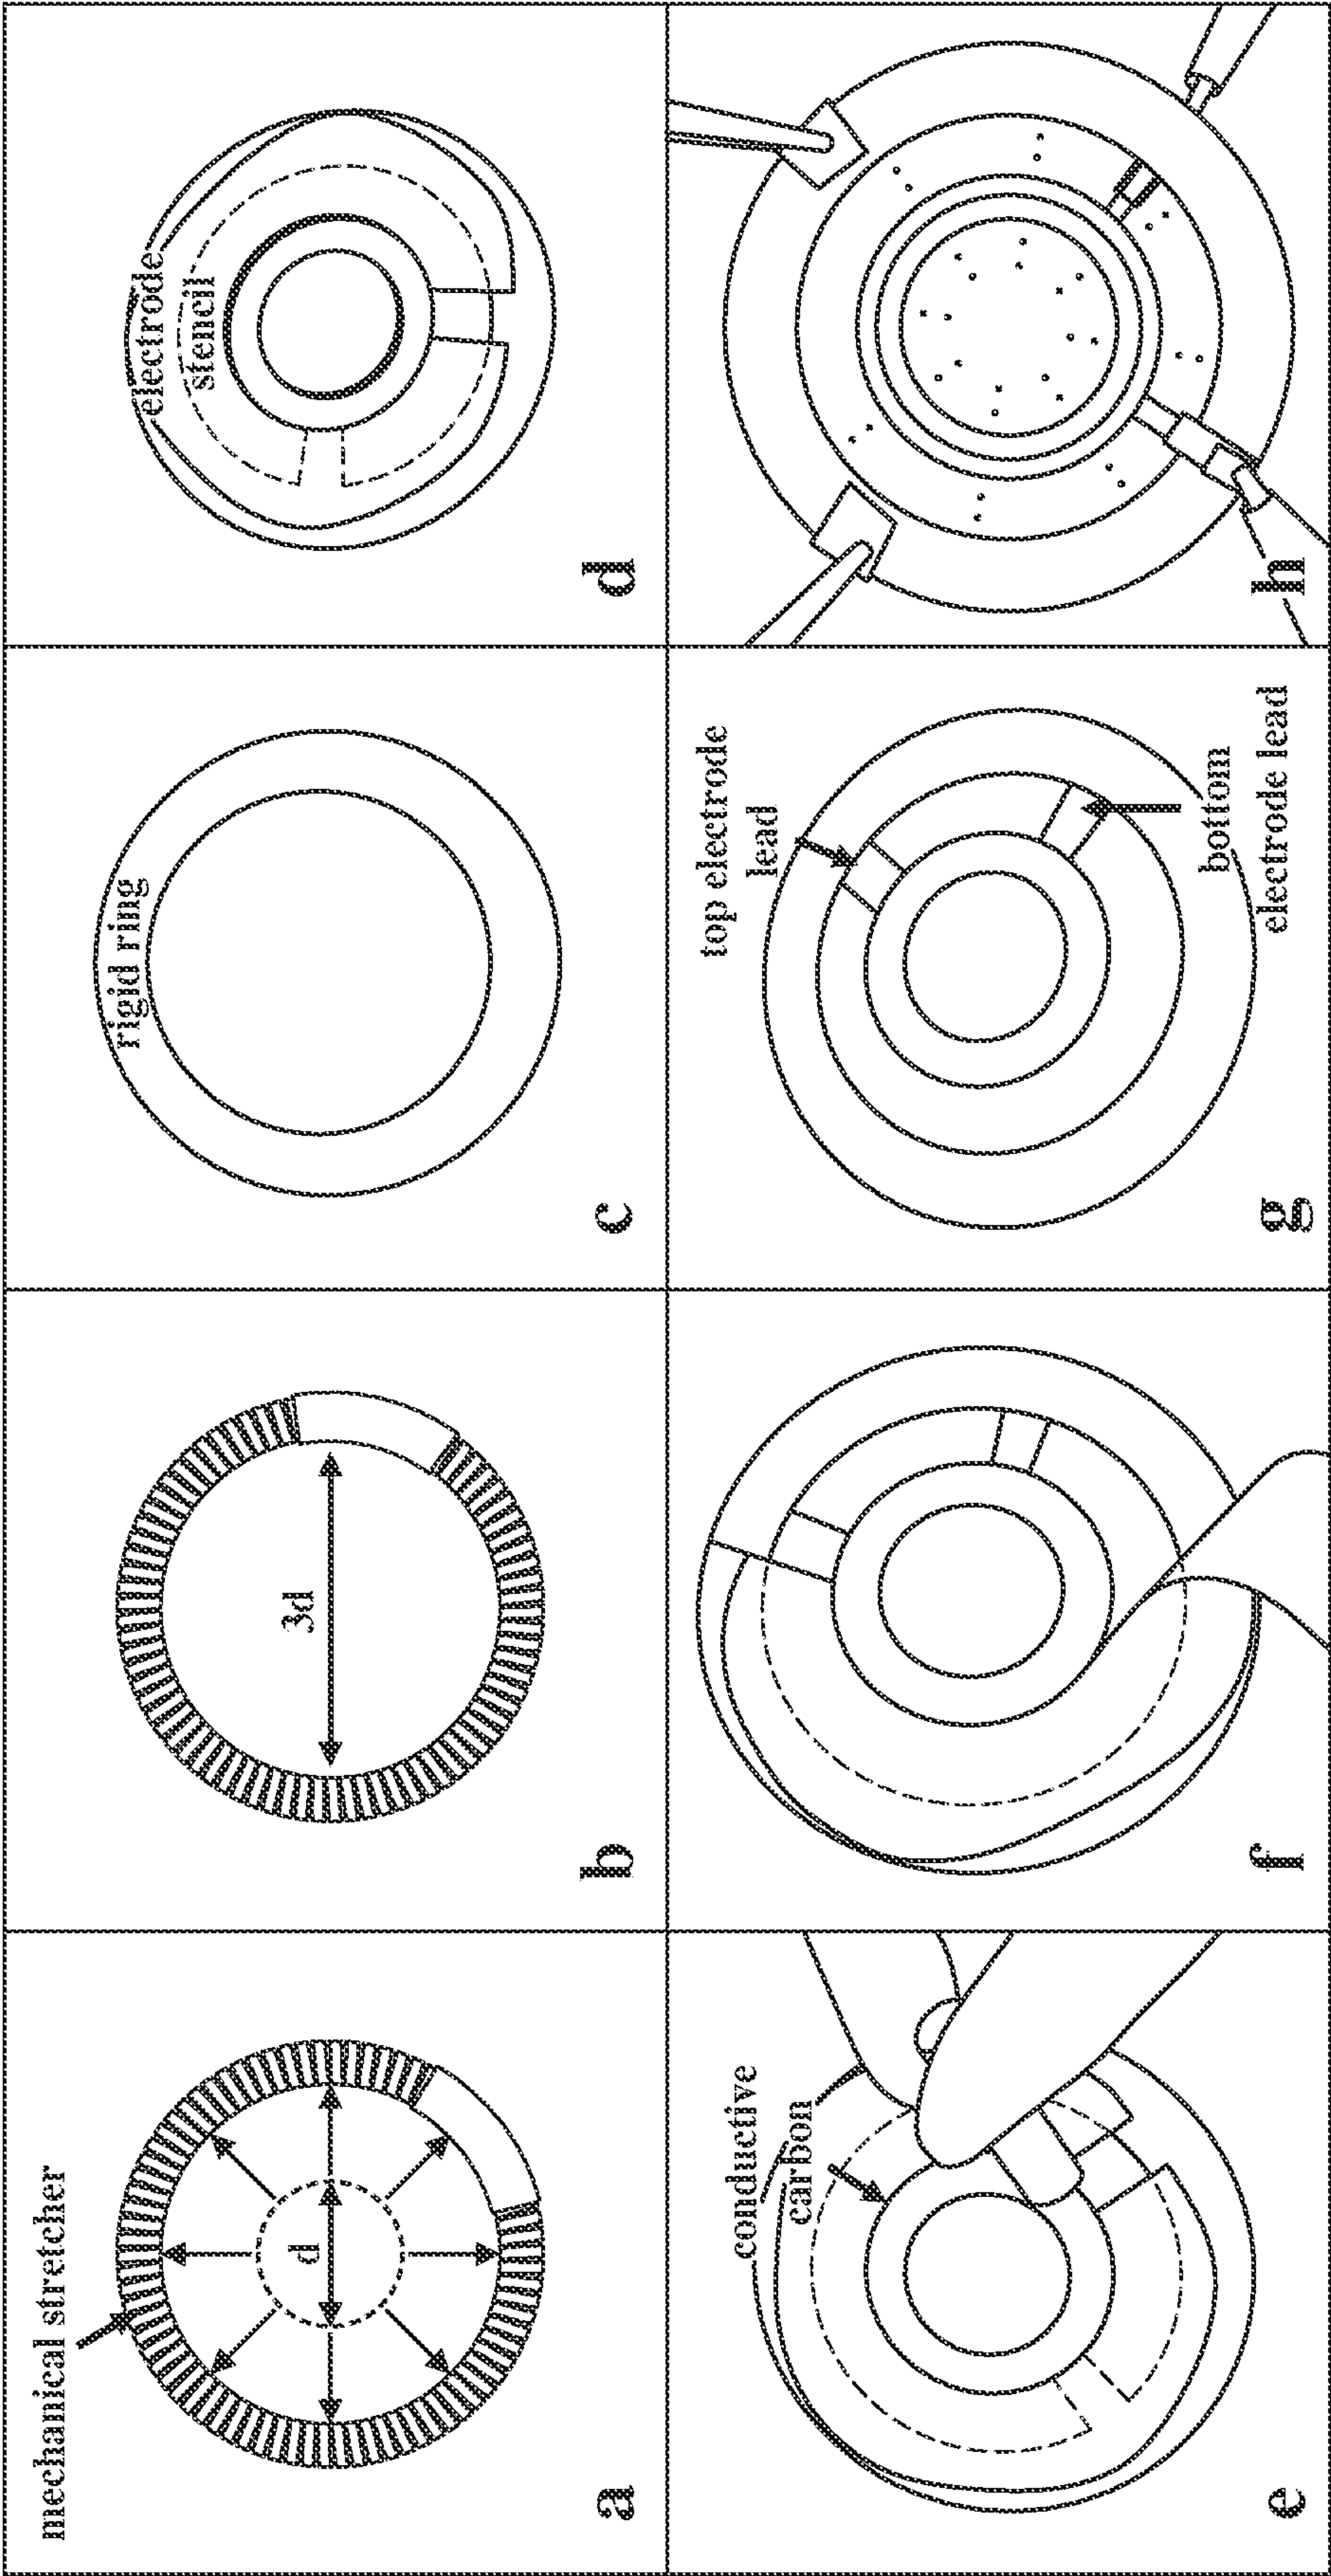 mechanical stretcher
d
a
3d
b
rigid ring
c
electrode
stencil
d
conductive
carbon
e
f
top electrode
lead
bottom
electrode lead
g
h